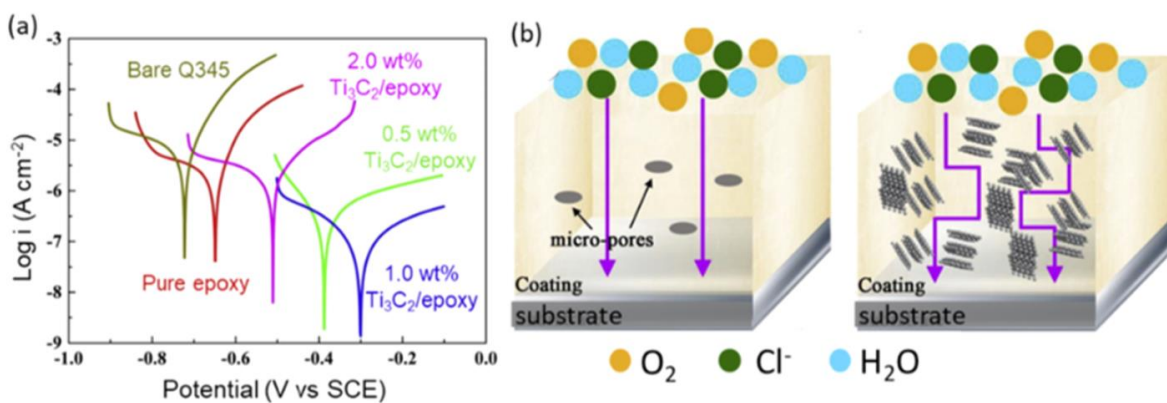 (a)
-3
-4
-5
-6
-7
-8
-9
Log i (A cm⁻²)
Bare Q345
2.0 wt%
Ti₃C₂/epoxy
0.5 wt%
Ti₃C₂/epoxy
Pure epoxy
1.0 wt%
Ti₃C₂/epoxy
-1.0 -0.8 -0.6 -0.4 -0.2 0.0
Potential (V vs SCE)
(b)
micro-pores
Coating
substrate
Coating
substrate
O₂ Cl⁻ H₂O